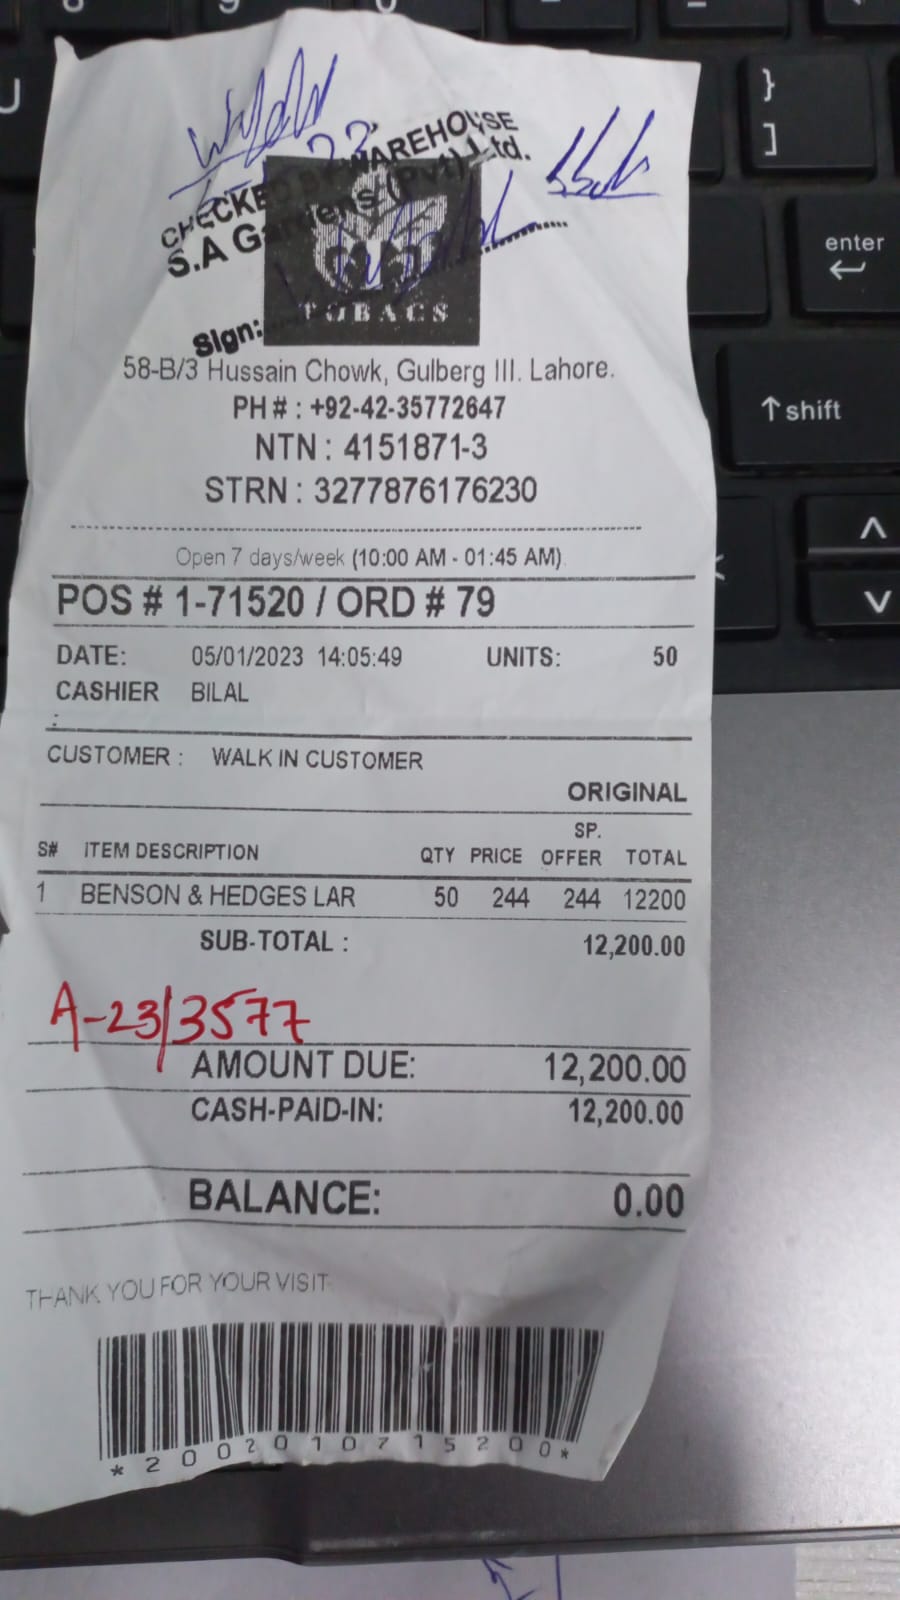 CHECKED BY WAREHOUSE
S.A Gardens (Pvt) Ltd.
Sign:
TOBACS
58-B/3 Hussain Chowk, Gulberg III. Lahore.
PH # : +92-42-35772647
NTN : 4151871-3
STRN : 3277876176230
Open 7 days/week (10:00 AM - 01:45 AM)
POS # 1-71520 / ORD # 79
DATE: 05/01/2023 14:05:49 UNITS: 50
CASHIER BILAL
:
CUSTOMER : WALK IN CUSTOMER
ORIGINAL
S# ITEM DESCRIPTION QTY PRICE SP. OFFER TOTAL
1 BENSON & HEDGES LAR 50 244 244 12200
SUB-TOTAL : 12,200.00
A-23/3577
AMOUNT DUE: 12,200.00
CASH-PAID-IN: 12,200.00
BALANCE: 0.00
THANK YOU FOR YOUR VISIT
*2002010715200*
U
}
]
enter
shift